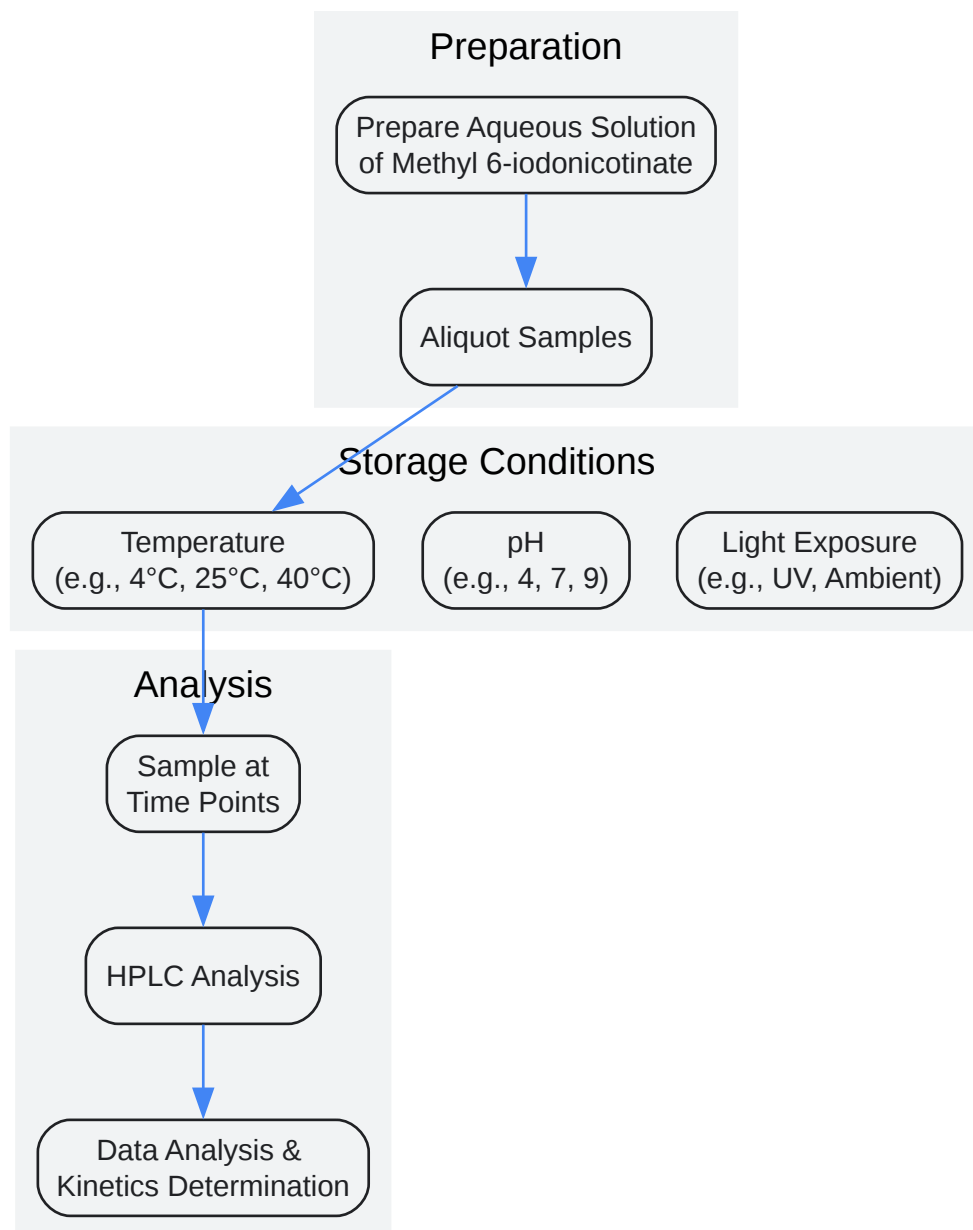 Preparation
Prepare Aqueous Solution
of Methyl 6-iodonicotinate
Aliquot Samples
Storage Conditions
Temperature
(e.g., 4°C, 25°C, 40°C)
pH
(e.g., 4, 7, 9)
Light Exposure
(e.g., UV, Ambient)
Analysis
Sample at
Time Points
HPLC Analysis
Data Analysis &
Kinetics Determination